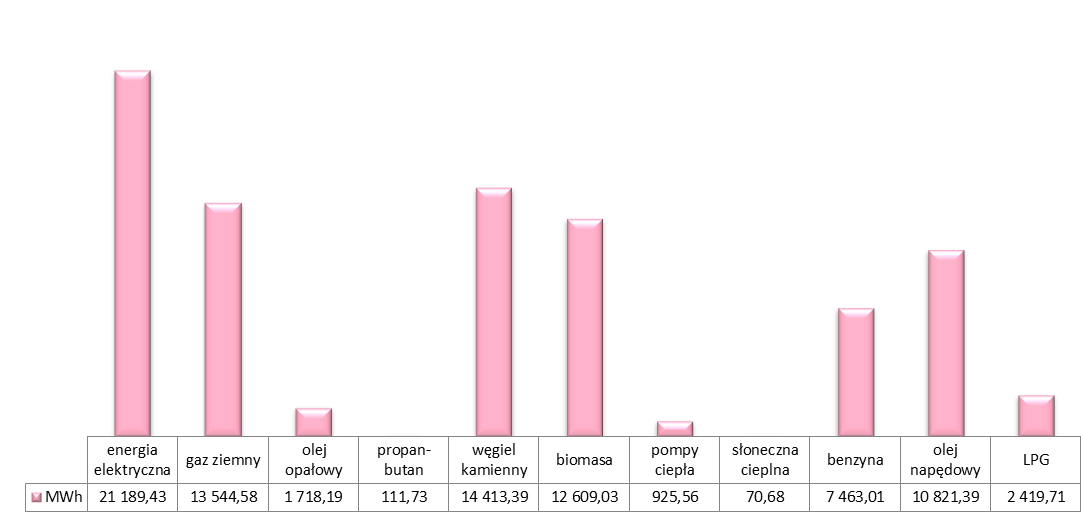 energia elektryczna
gaz ziemny
olej opałowy
propan-butan
węgiel kamienny
biomasa
pompy ciepła
słoneczna cieplna
benzyna
olej napędowy
LPG
MWh 21 189,43 13 544,58 1 718,19 111,73 14 413,39 12 609,03 925,56 70,68 7 463,01 10 821,39 2 419,71